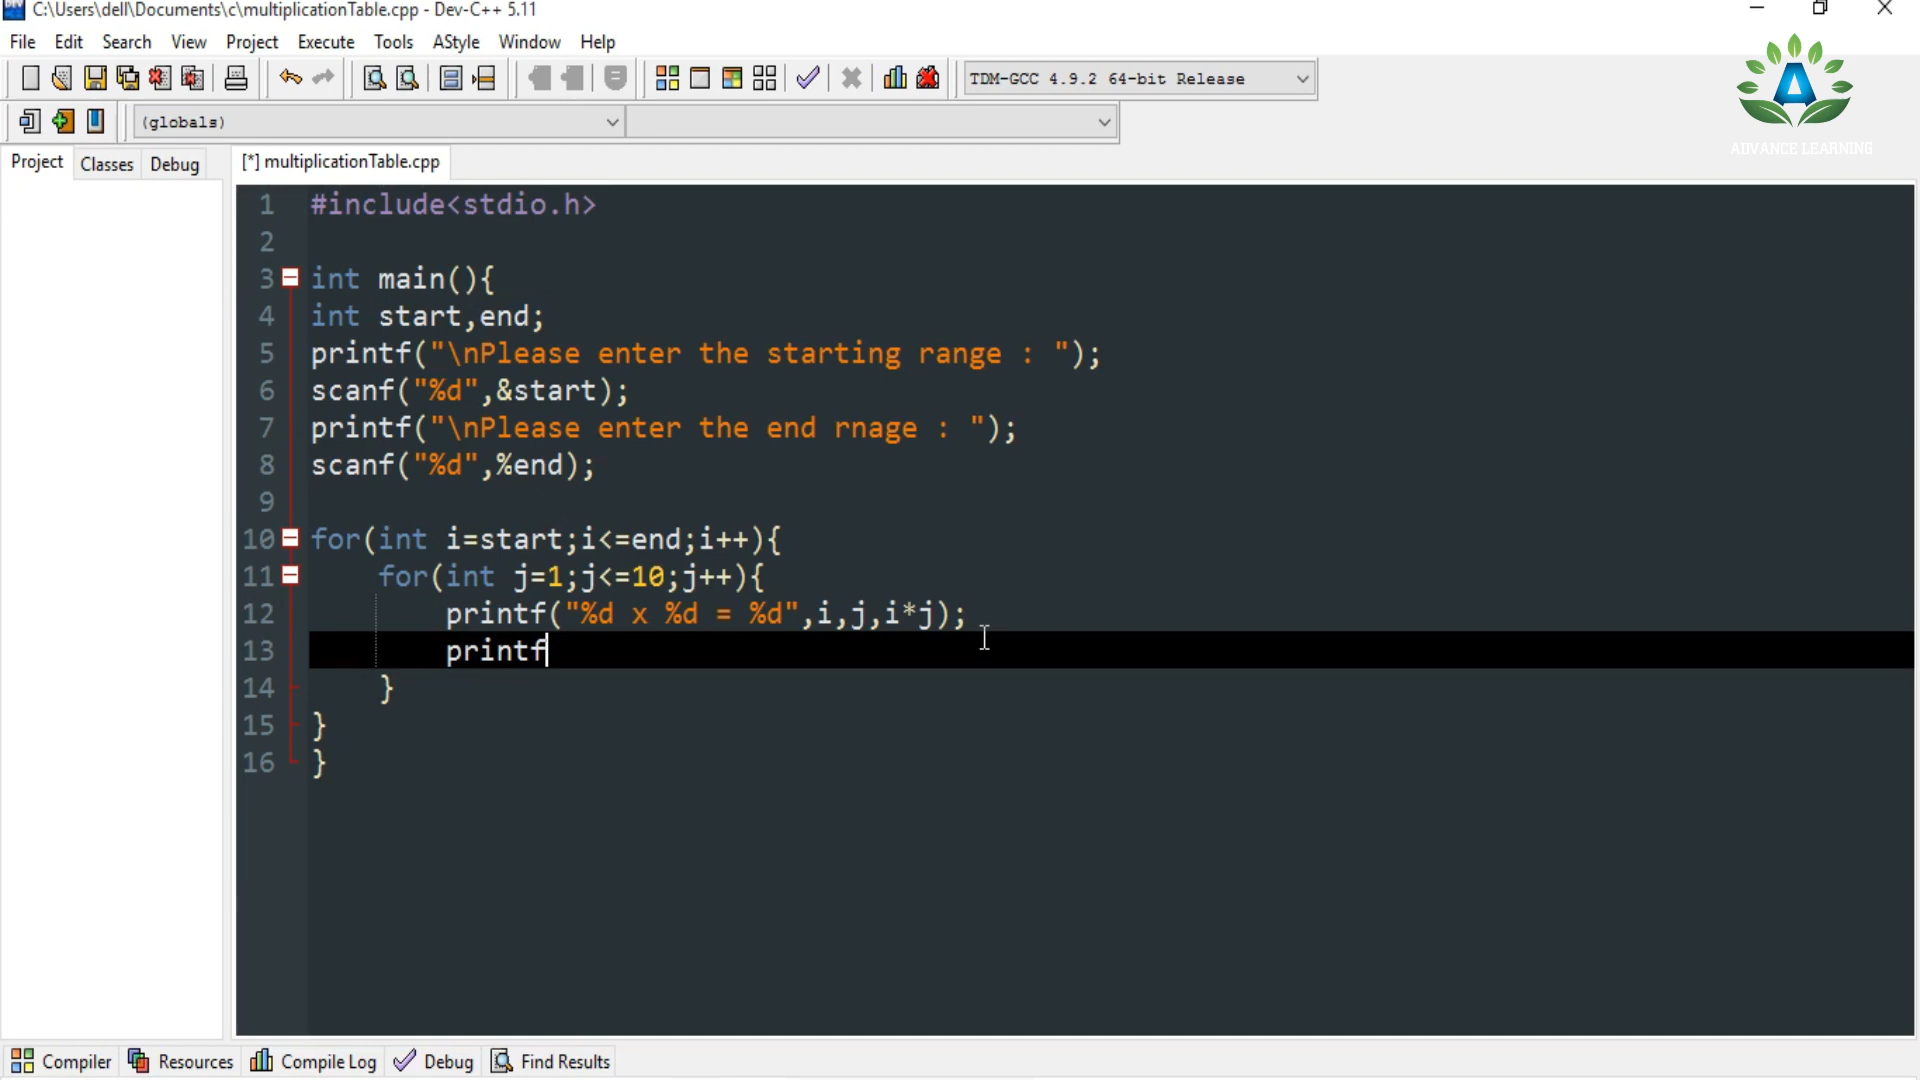 C:\Users\dell\Documents\c\multiplicationTable.cpp - Dev-C++ 5.11
File Edit Search View Project Execute Tools AStyle Window Help
TDM-GCC 4.9.2 64-bit Release
(globals)
ADVANCE LEARNING
Project Classes Debug [*] multiplicationTable.cpp
1 #include<stdio.h>
2
3 int main(){
4 int start,end;
5 printf("\nPlease enter the starting range : ");
6 scanf("%d",&start);
7 printf("\nPlease enter the end rnage : ");
8 scanf("%d",%end);
9
10 for(int i=start;i<=end;i++){
11     for(int j=1;j<=10;j++){
12         printf("%d x %d = %d",i,j,i*j);
13         printf
14     }
15 }
16 }
Compiler Resources Compile Log Debug Find Results